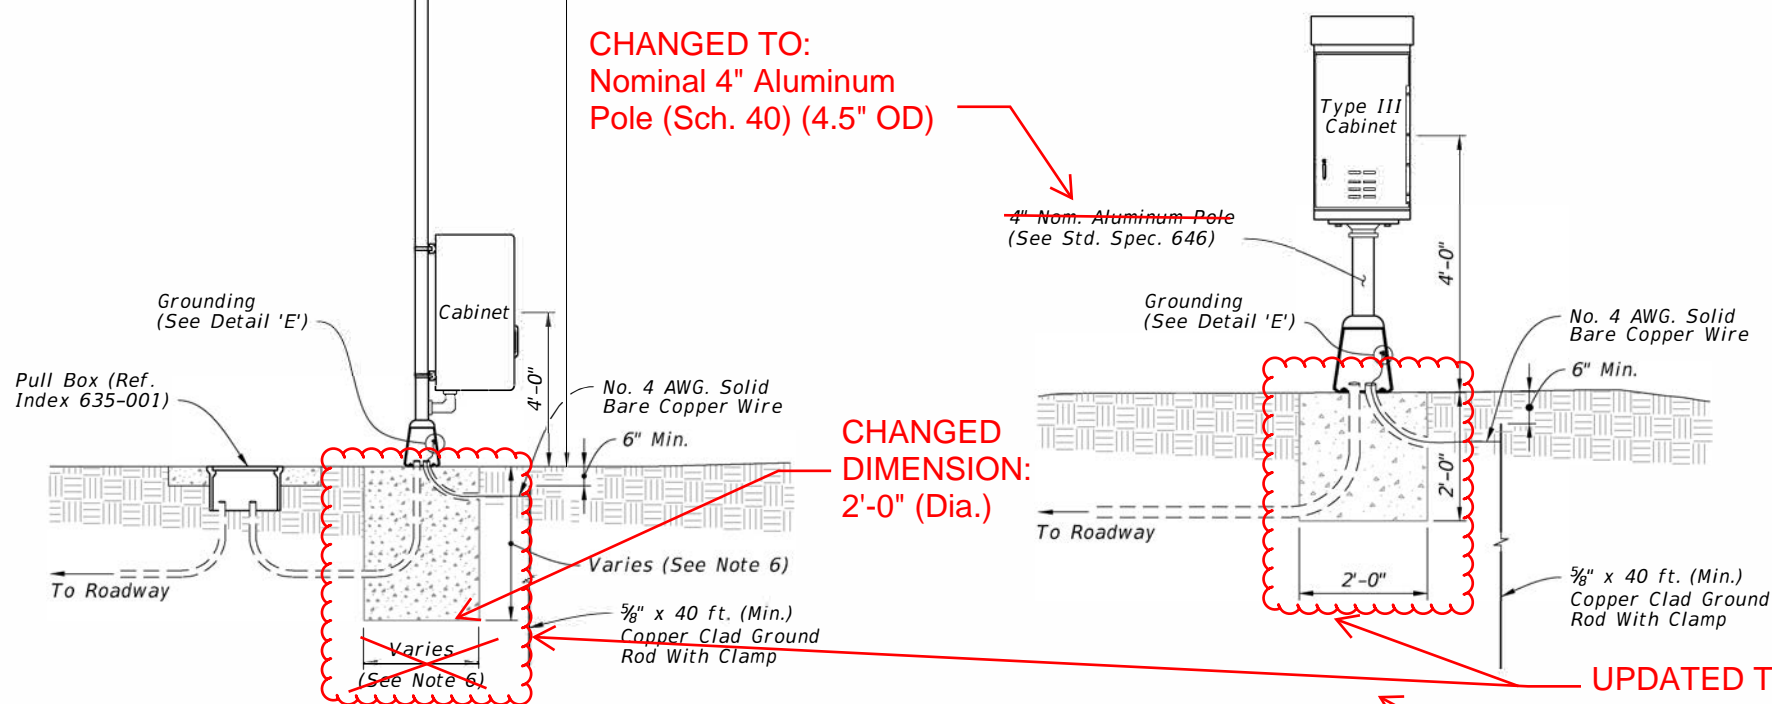 CHANGED TO:
Nominal 4" Aluminum
Pole (Sch. 40) (4.5" OD)
Type III
Cabinet
4" Nom. Aluminum Pole
(See Std. Spec. 646)
4'-0"
Grounding
(See Detail 'E')
Cabinet
4'-0"
Pull Box (Ref.
Index 635-001)
No. 4 AWG. Solid
Bare Copper Wire
6" Min.
Grounding
(See Detail 'E')
No. 4 AWG. Solid
Bare Copper Wire
6" Min.
CHANGED
DIMENSION:
2'-0" (Dia.)
2'-0"
To Roadway
Varies (See Note 6)
To Roadway
2'-0"
⅝" x 40 ft. (Min.)
Copper Clad Ground
Rod With Clamp
Varies
(See Note 6)
⅝" x 40 ft. (Min.)
Copper Clad Ground
Rod With Clamp
UPDATED T